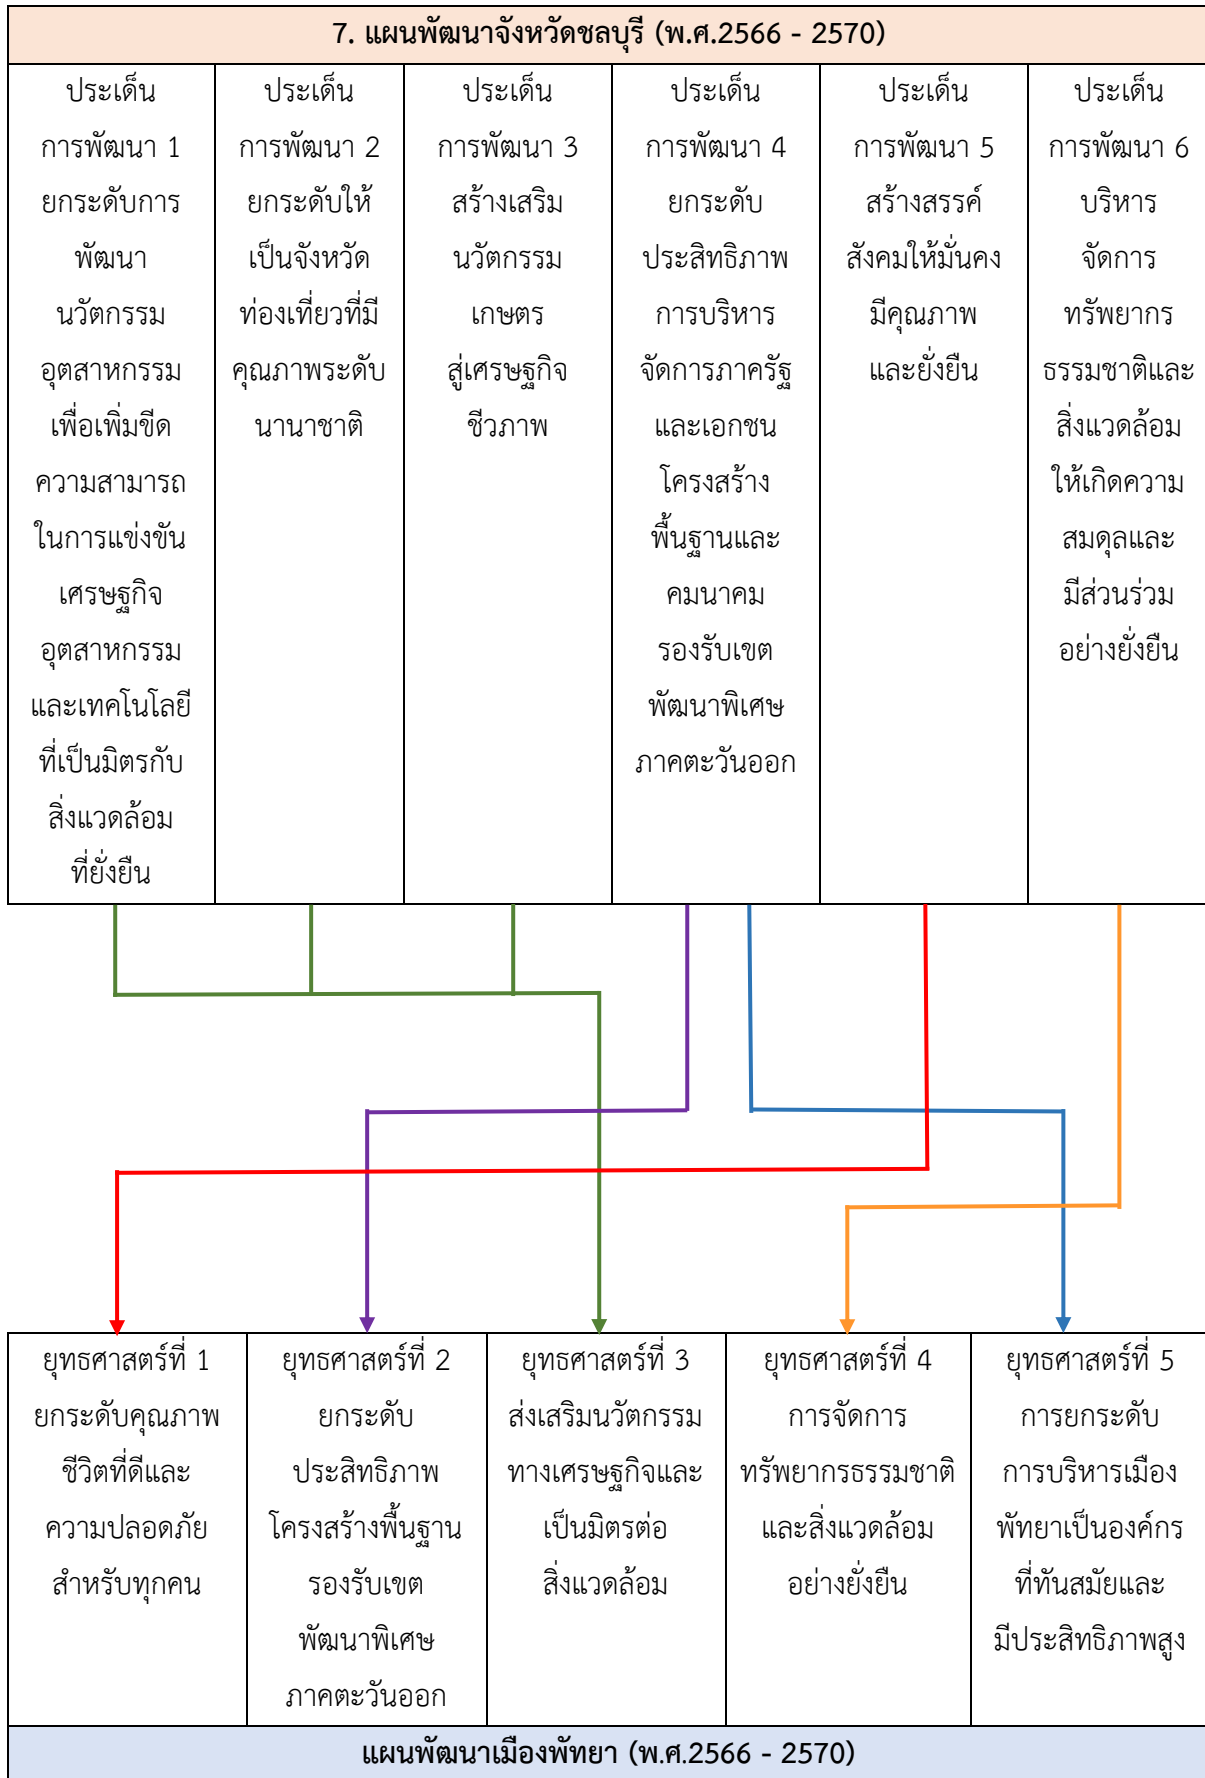 7. แผนพัฒนาจังหวัดชลบุรี (พ.ศ.2566 - 2570)
ประเด็น
การพัฒนา 1
ยกระดับการ
พัฒนา
นวัตกรรม
อุตสาหกรรม
เพื่อเพิ่มขีด
ความสามารถ
ในการแข่งขัน
เศรษฐกิจ
อุตสาหกรรม
และเทคโนโลยี
ที่เป็นมิตรกับ
สิ่งแวดล้อม
ที่ยั่งยืน
ประเด็น
การพัฒนา 2
ยกระดับให้
เป็นจังหวัด
ท่องเที่ยวที่มี
คุณภาพระดับ
นานาชาติ
ประเด็น
การพัฒนา 3
สร้างเสริม
นวัตกรรม
เกษตร
สู่เศรษฐกิจ
ชีวภาพ
ประเด็น
การพัฒนา 4
ยกระดับ
ประสิทธิภาพ
การบริหาร
จัดการภาครัฐ
และเอกชน
โครงสร้าง
พื้นฐานและ
คมนาคม
รองรับเขต
พัฒนาพิเศษ
ภาคตะวันออก
ประเด็น
การพัฒนา 5
สร้างสรรค์
สังคมให้มั่นคง
มีคุณภาพ
และยั่งยืน
ประเด็น
การพัฒนา 6
บริหาร
จัดการ
ทรัพยากร
ธรรมชาติและ
สิ่งแวดล้อม
ให้เกิดความ
สมดุลและ
มีส่วนร่วม
อย่างยั่งยืน
ยุทธศาสตร์ที่ 1
ยกระดับคุณภาพ
ชีวิตที่ดีและ
ความปลอดภัย
สำหรับทุกคน
ยุทธศาสตร์ที่ 2
ยกระดับ
ประสิทธิภาพ
โครงสร้างพื้นฐาน
รองรับเขต
พัฒนาพิเศษ
ภาคตะวันออก
ยุทธศาสตร์ที่ 3
ส่งเสริมนวัตกรรม
ทางเศรษฐกิจและ
เป็นมิตรต่อ
สิ่งแวดล้อม
ยุทธศาสตร์ที่ 4
การจัดการ
ทรัพยากรธรรมชาติ
และสิ่งแวดล้อม
อย่างยั่งยืน
ยุทธศาสตร์ที่ 5
การยกระดับ
การบริหารเมือง
พัทยาเป็นองค์กร
ที่ทันสมัยและ
มีประสิทธิภาพสูง
แผนพัฒนาเมืองพัทยา (พ.ศ.2566 - 2570)